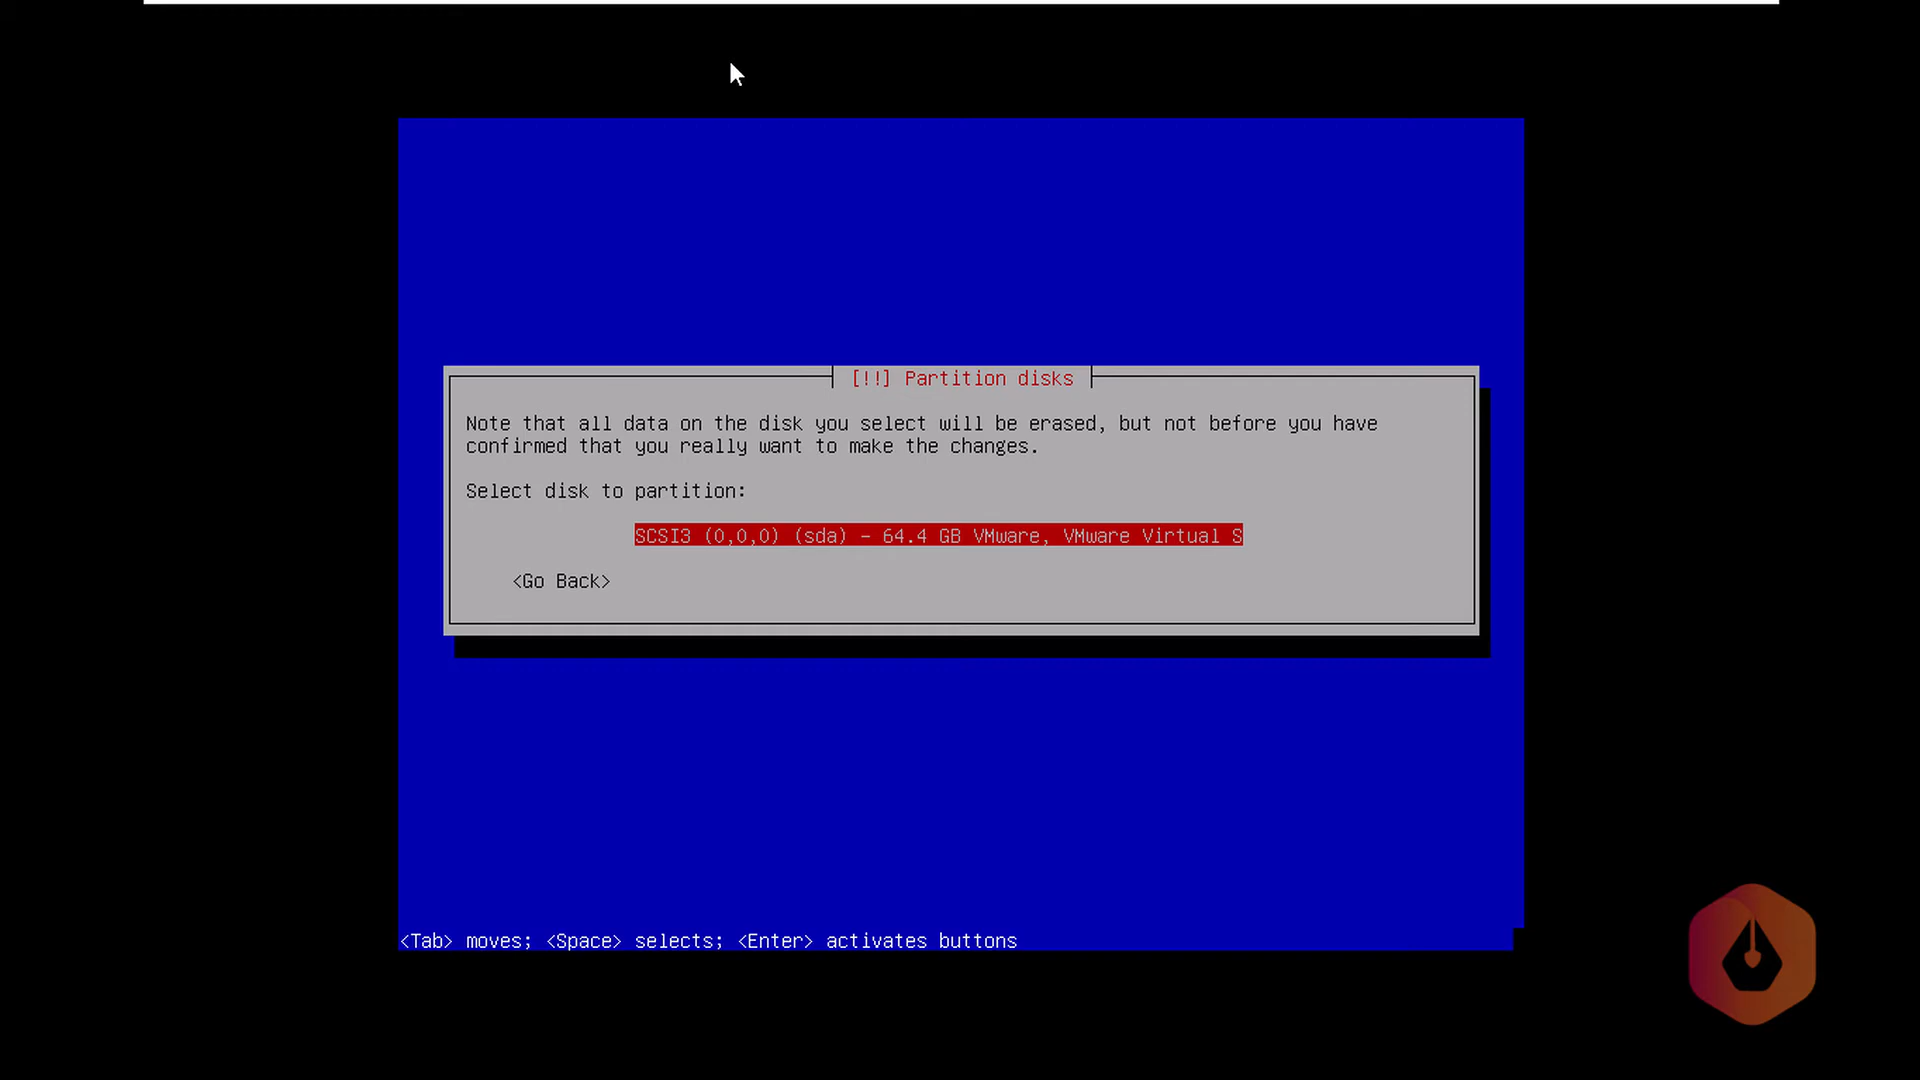 [!!] Partition disks
Note that all data on the disk you select will be erased, but not before you have
confirmed that you really want to make the changes.
Select disk to partition:
SCSI3 (0,0,0) (sda) - 64.4 GB VMware, VMware Virtual S
<Go Back>
<Tab> moves; <Space> selects; <Enter> activates buttons